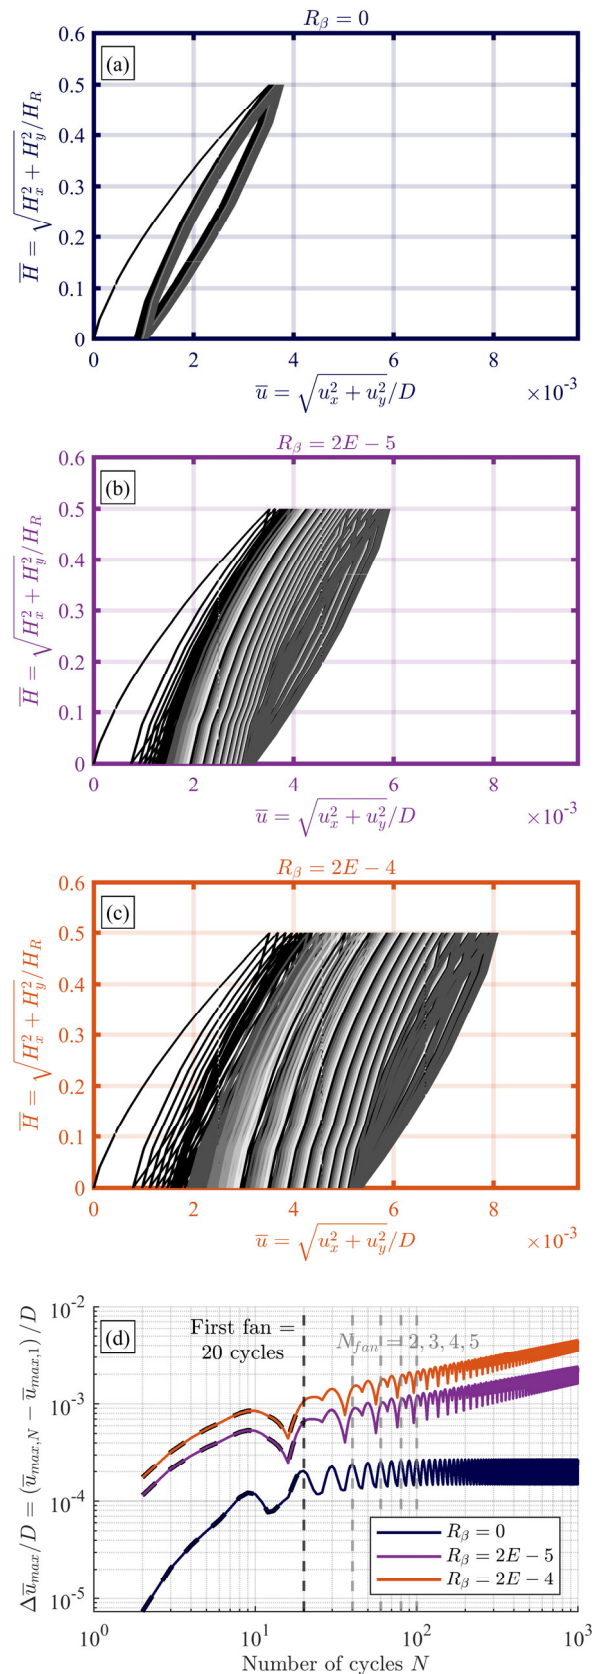 R_β = 0
(a)
0.6
0.5
0.4
0.3
0.2
0.1
0
H̅ = √(H_x^2 + H_y^2)/H_R
0 2 4 6 8
u̅ = √(u_x^2 + u_y^2)/D ×10^-3
R_β = 2E − 5
(b)
0.6
0.5
0.4
0.3
0.2
0.1
0
H̅ = √(H_x^2 + H_y^2)/H_R
0 2 4 6 8
u̅ = √(u_x^2 + u_y^2)/D ×10^-3
R_β = 2E − 4
(c)
0.6
0.5
0.4
0.3
0.2
0.1
0
H̅ = √(H_x^2 + H_y^2)/H_R
0 2 4 6 8
u̅ = √(u_x^2 + u_y^2)/D ×10^-3
(d)
First fan =
20 cycles
N_fan = 2, 3, 4, 5
10^-2
10^-3
10^-4
10^-5
Δu̅_max/D = (u̅_max,N − u̅_max,1)/D
R_β = 0
R_β = 2E − 5
R_β − 2E − 4
10^0 10^1 10^2 10^3
Number of cycles N